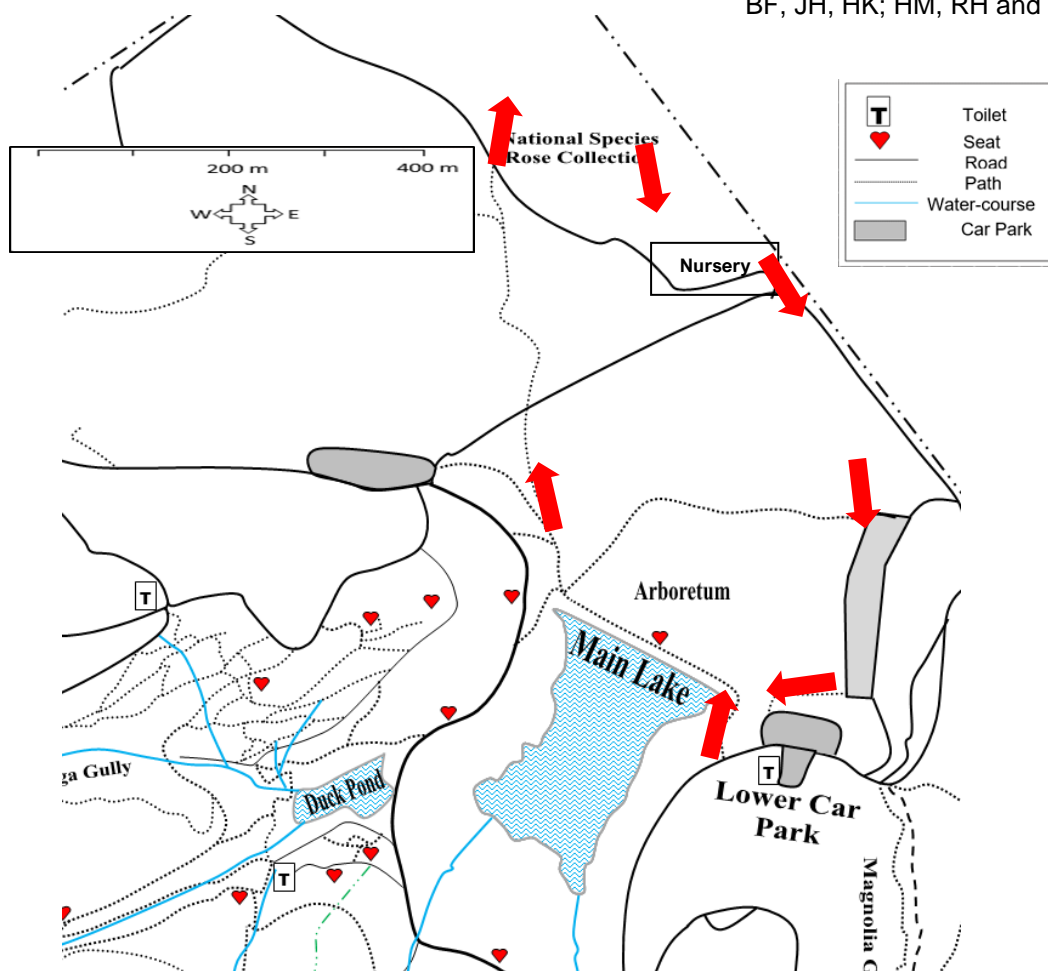 BF, JH, HK; HM, RH and
T Toilet
Seat
Road
Path
Water-course
Car Park
National Species
Rose Collection
200 m 400 m
N
W E
S
Nursery
T
Arboretum
Main Lake
ga Gully
Duck Pond
T
Lower Car
Park
T
Magnolia G